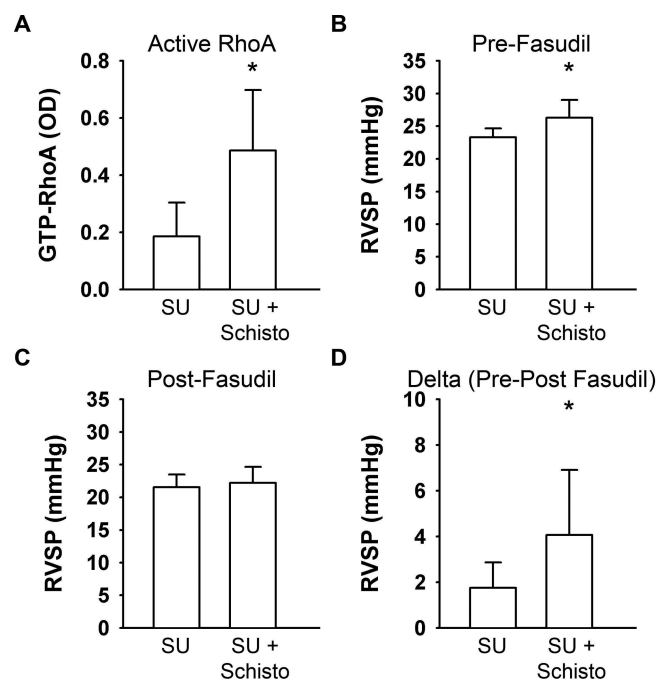 A
Active RhoA
GTP-RhoA (OD)
0.8
0.6
0.4
0.2
0.0
*
SU
SU +
Schisto
B
Pre-Fasudil
RVSP (mmHg)
35
30
25
20
15
10
5
0
*
SU
SU +
Schisto
C
Post-Fasudil
RVSP (mmHg)
35
30
25
20
15
10
5
0
SU
SU +
Schisto
D
Delta (Pre-Post Fasudil)
RVSP (mmHg)
10
8
6
4
2
0
*
SU
SU +
Schisto